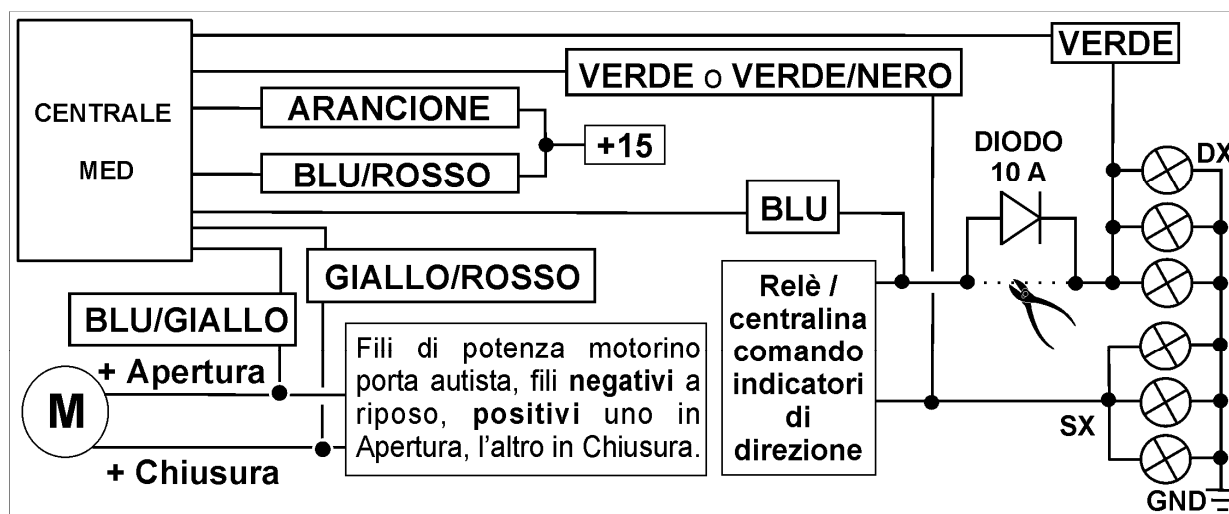 VERDE
VERDE o VERDE/NERO
CENTRALE
MED
ARANCIONE
+15
BLU/ROSSO
DIODO
10 A
DX
BLU
GIALLO/ROSSO
BLU/GIALLO
Relè /
centralina
comando
indicatori
di
direzione
+ Apertura
M
+ Chiusura
Fili di potenza motorino
porta autista, fili negativi a
riposo, positivi uno in
Apertura, l'altro in Chiusura.
SX
GND